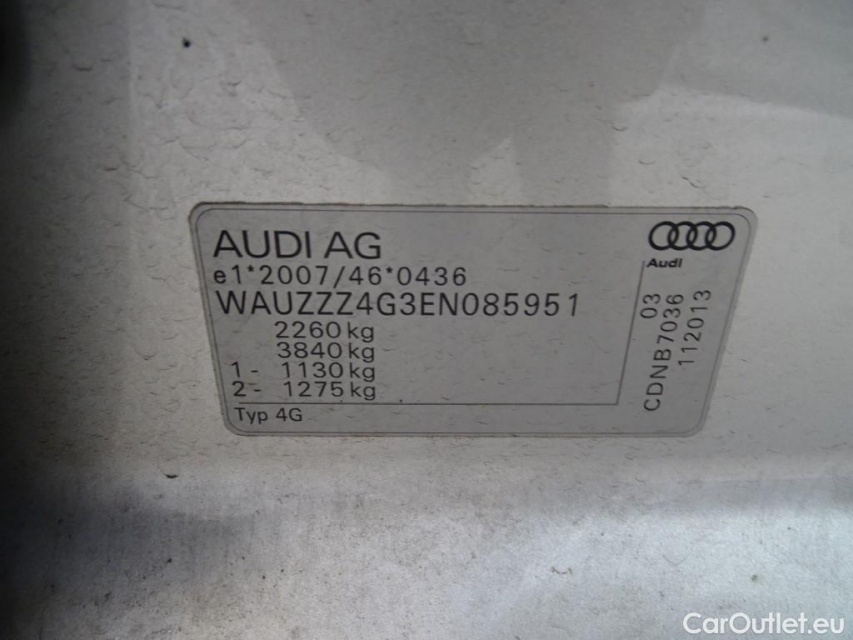 AUDI AG
e1*2007/46*0436
WAUZZZ4G3EN085951
2260 kg
3840 kg
1 - 1130 kg
2 - 1275 kg
Typ 4G
Audi
03
CDNB7036
112013
CarOutlet.eu